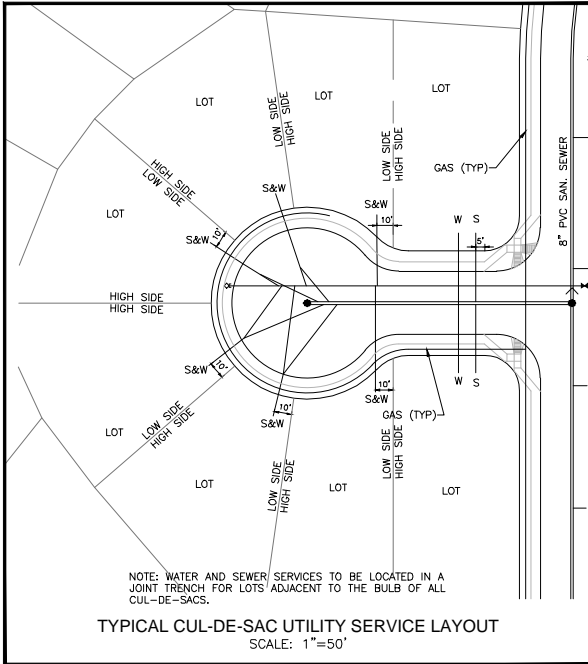 LOT
LOT
LOT
LOW SIDE
HIGH SIDE
LOW SIDE
HIGH SIDE
GAS (TYP)
8" PVC SAN. SEWER
HIGH SIDE
LOW SIDE
S&W
S&W
10'
W S
LOT
10'
S&W
5'
HIGH SIDE
HIGH SIDE
S&W
10'
10'
S&W
10'
S&W
W S
GAS (TYP)
LOT
LOW SIDE
HIGH SIDE
LOT
LOW SIDE
HIGH SIDE
LOT
LOW SIDE
HIGH SIDE
LOT
NOTE: WATER AND SEWER SERVICES TO BE LOCATED IN A
JOINT TRENCH FOR LOTS ADJACENT TO THE BULB OF ALL
CUL-DE-SACS.
TYPICAL CUL-DE-SAC UTILITY SERVICE LAYOUT
SCALE: 1"=50'